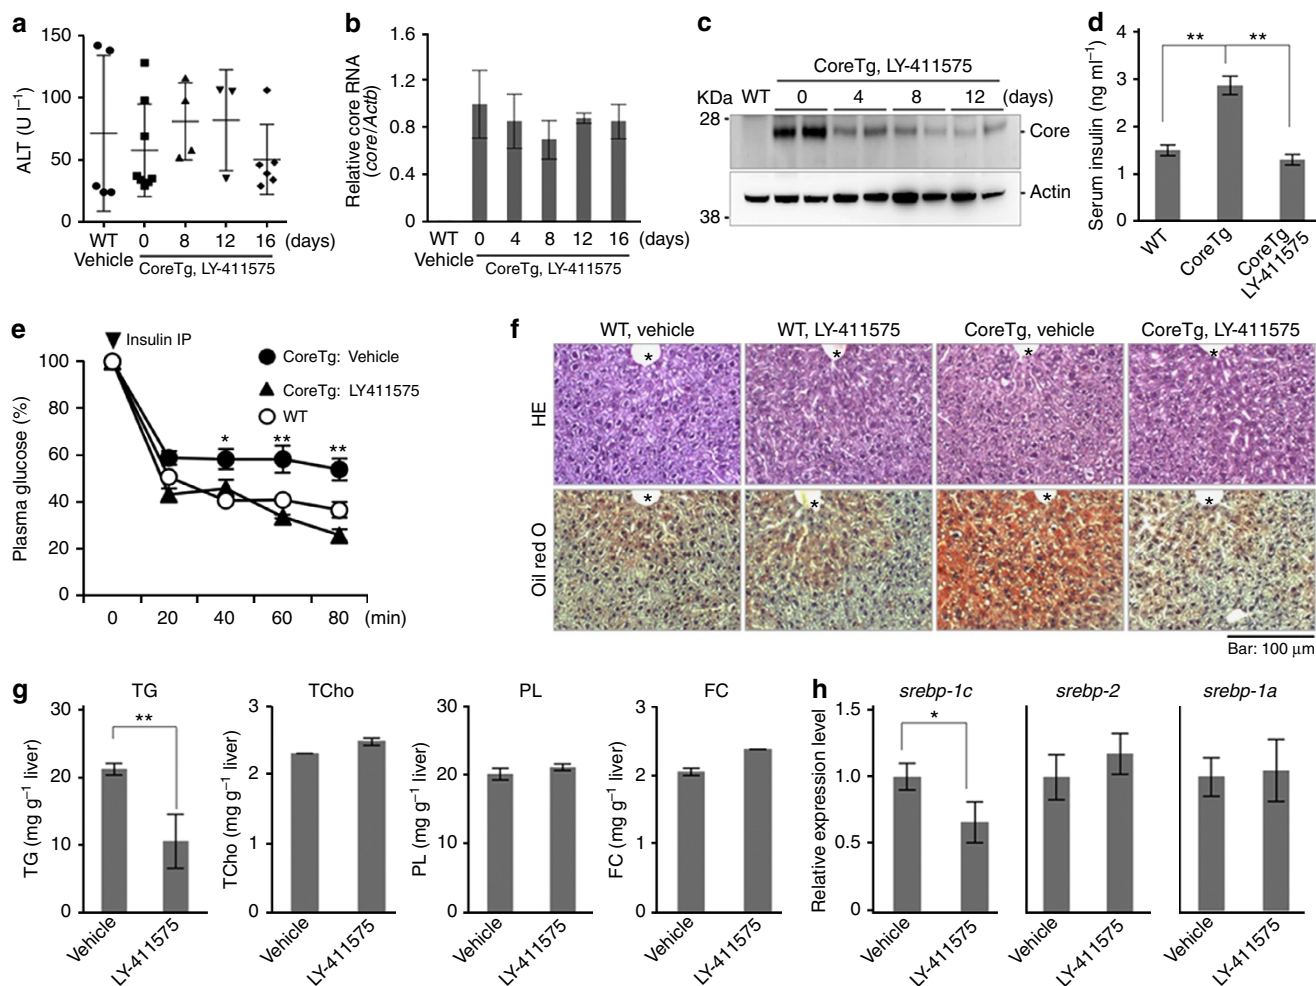 a
150
100
50
0
ALT (U l⁻¹)
WT 0 8 12 16 (days)
Vehicle
CoreTg, LY-411575
b
1.6
1.2
0.8
0.4
0
Relative core RNA
(core/Actb)
WT 0 4 8 12 16 (days)
Vehicle
CoreTg, LY-411575
c
CoreTg, LY-411575
KDa WT 0 4 8 12 (days)
28
Core
Actin
38
d
**
**
4
3
2
1
0
Serum insulin (ng ml⁻¹)
WT
CoreTg
CoreTg
LY-411575
e
Insulin IP
CoreTg: Vehicle
CoreTg: LY411575
WT
100
80
60
40
20
0
Plasma glucose (%)
*
**
**
0 20 40 60 80 (min)
f
WT, vehicle
WT, LY-411575
CoreTg, vehicle
CoreTg, LY-411575
HE
* * * *
Oil red O
* * * *
Bar: 100 μm
g
TG
30
20
10
0
TG (mg g⁻¹ liver)
**
Vehicle
LY-411575
TCho
3
2
1
0
TCho (mg g⁻¹ liver)
Vehicle
LY-411575
PL
30
20
10
0
PL (mg g⁻¹ liver)
Vehicle
LY-411575
FC
3
2
1
0
FC (mg g⁻¹ liver)
Vehicle
LY-411575
h
srebp-1c
1.5
1.0
0.5
0
Relative expression level
*
Vehicle
LY-411575
srebp-2
Vehicle
LY-411575
srebp-1a
Vehicle
LY-411575